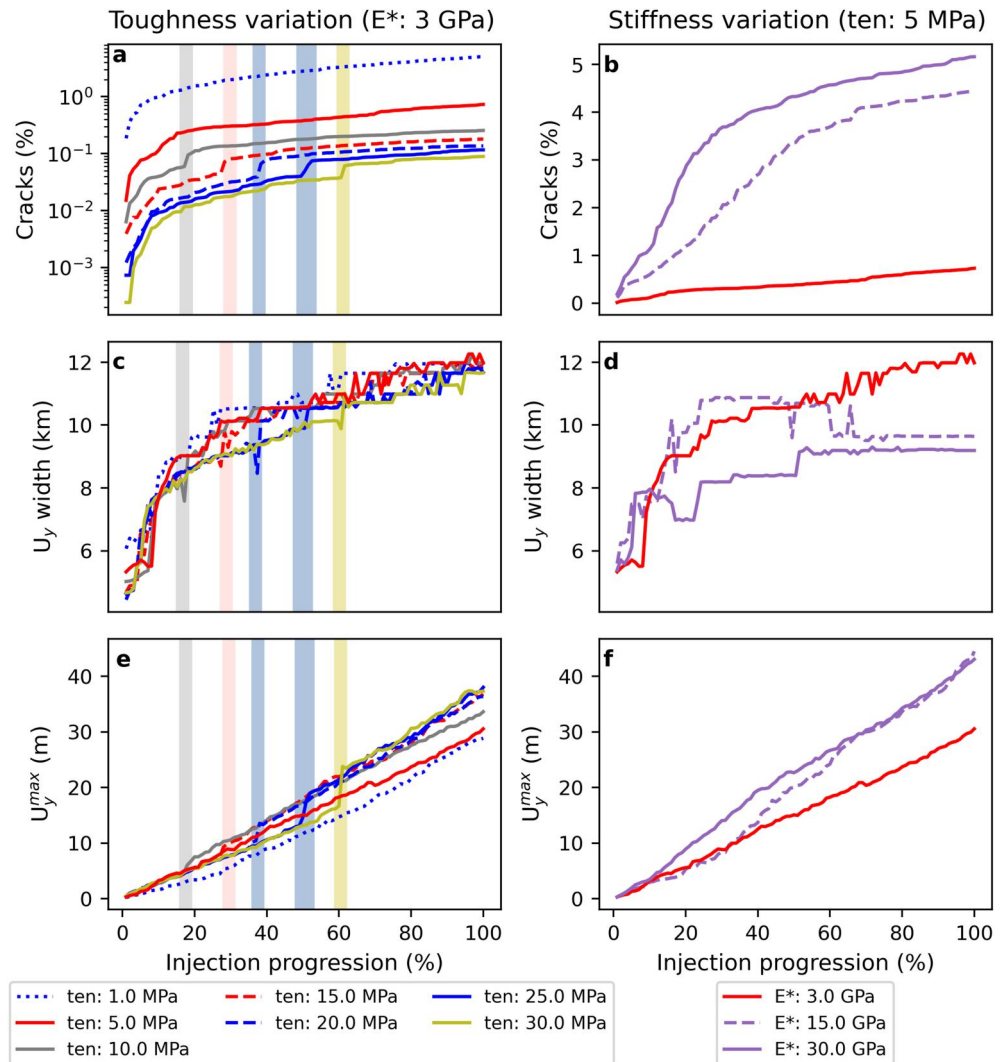 Toughness variation (E*: 3 GPa)
Stiffness variation (ten: 5 MPa)
a
10⁰
10⁻¹
10⁻²
10⁻³
Cracks (%)
b
5
4
3
2
1
0
Cracks (%)
c
12
10
8
6
Uy width (km)
d
12
10
8
6
Uy width (km)
e
40
30
20
10
0
Uy^max (m)
0 20 40 60 80 100
Injection progression (%)
f
40
30
20
10
0
Uy^max (m)
0 20 40 60 80 100
Injection progression (%)
ten: 1.0 MPa
ten: 5.0 MPa
ten: 10.0 MPa
ten: 15.0 MPa
ten: 20.0 MPa
ten: 25.0 MPa
ten: 30.0 MPa
E*: 3.0 GPa
E*: 15.0 GPa
E*: 30.0 GPa